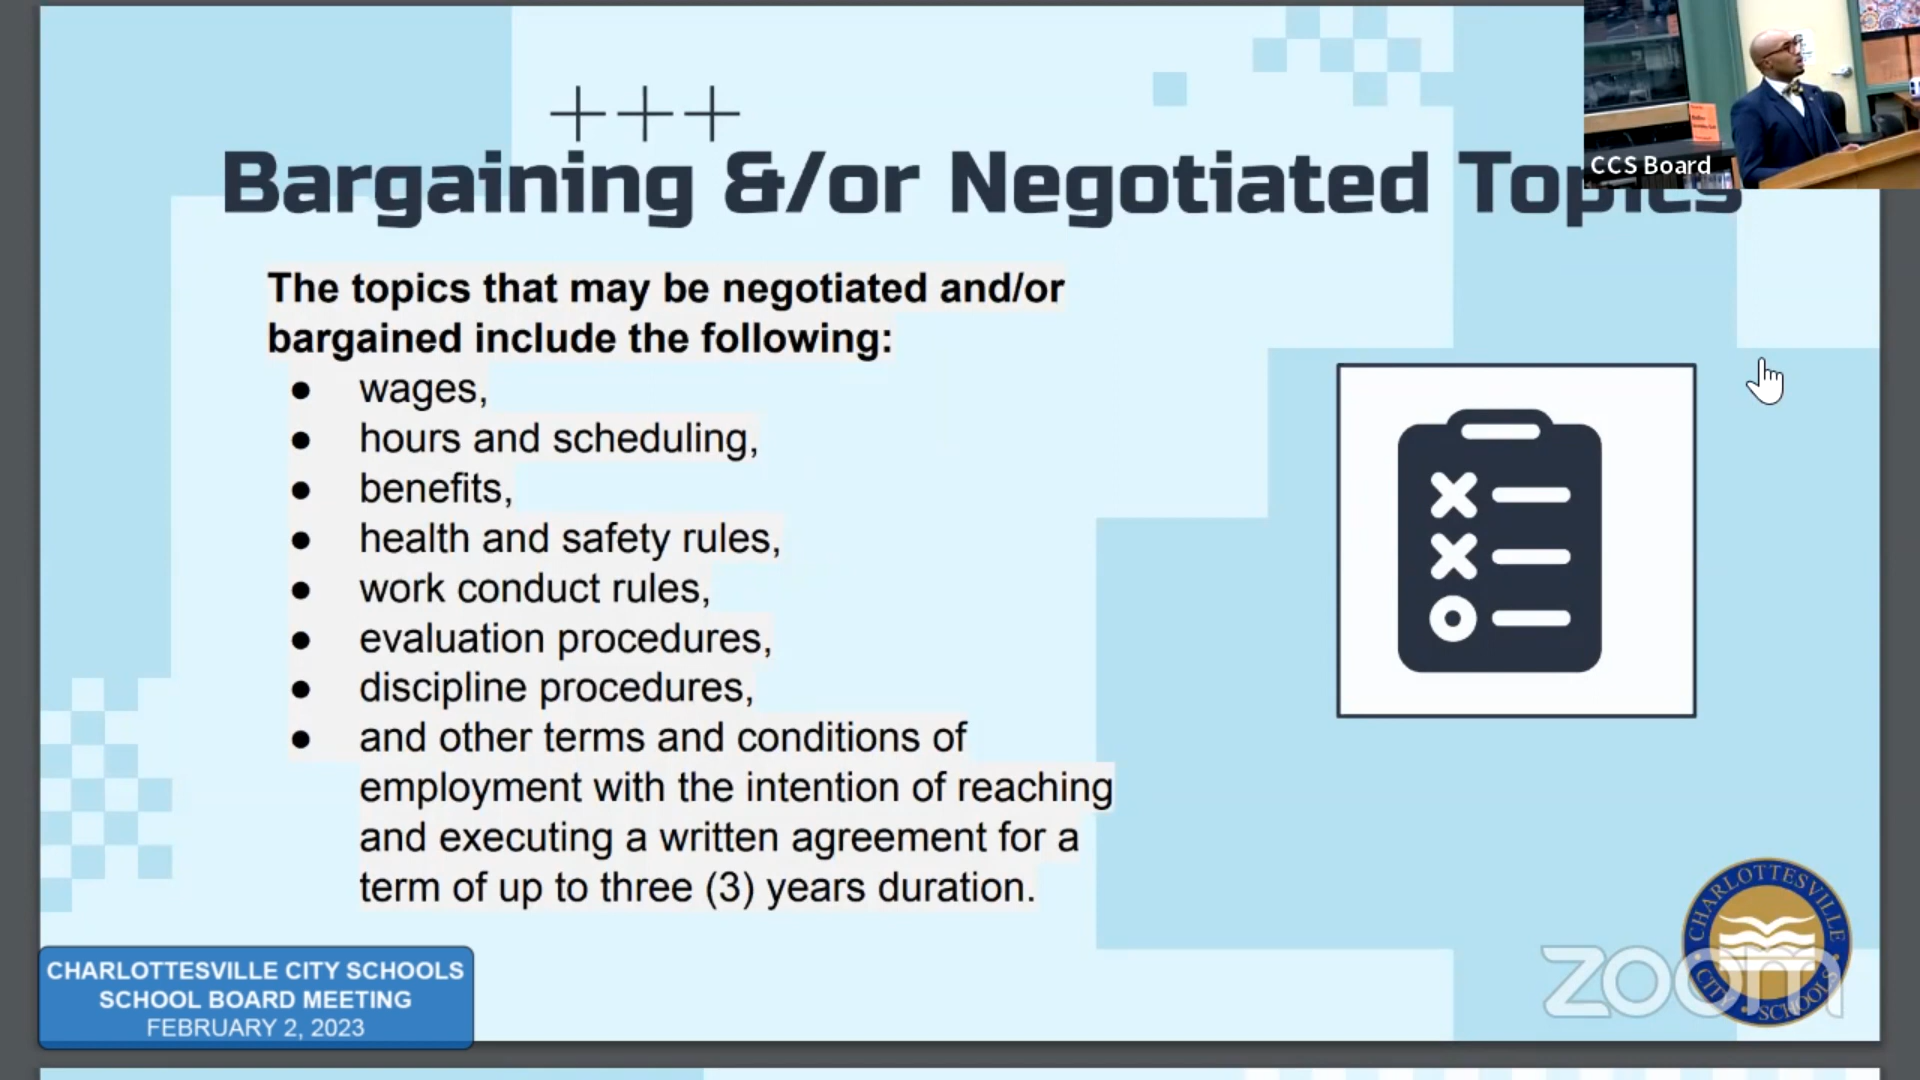 +++
Bargaining &/or Negotiated Topics
CCS Board
The topics that may be negotiated and/or
bargained include the following:
● wages,
● hours and scheduling,
● benefits,
● health and safety rules,
● work conduct rules,
● evaluation procedures,
● discipline procedures,
● and other terms and conditions of
employment with the intention of reaching
and executing a written agreement for a
term of up to three (3) years duration.
CHARLOTTESVILLE CITY SCHOOLS
SCHOOL BOARD MEETING
FEBRUARY 2, 2023
CHARLOTTESVILLE
CITY SCHOOLS
zoom